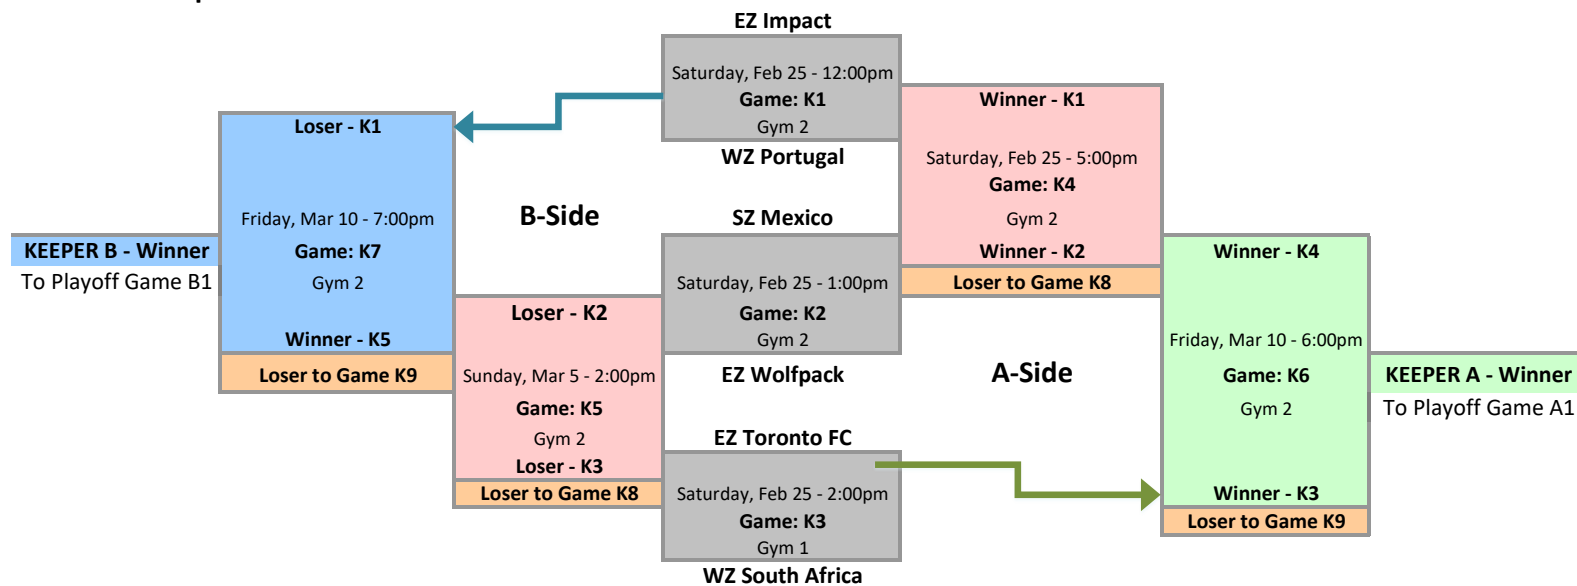 EZ Impact
Saturday, Feb 25 - 12:00pm
Game: K1
Gym 2
WZ Portugal
Loser - K1
Friday, Mar 10 - 7:00pm
Game: K7
Gym 2
Winner - K5
Loser to Game K9
KEEPER B - Winner
To Playoff Game B1
B-Side
Loser - K2
Sunday, Mar 5 - 2:00pm
Game: K5
Gym 2
Loser - K3
Loser to Game K8
SZ Mexico
Saturday, Feb 25 - 1:00pm
Game: K2
Gym 2
EZ Wolfpack
EZ Toronto FC
Saturday, Feb 25 - 2:00pm
Game: K3
Gym 1
WZ South Africa
Winner - K1
Saturday, Feb 25 - 5:00pm
Game: K4
Gym 2
Winner - K2
Loser to Game K8
A-Side
Winner - K4
Friday, Mar 10 - 6:00pm
Game: K6
Gym 2
Winner - K3
Loser to Game K9
KEEPER A - Winner
To Playoff Game A1